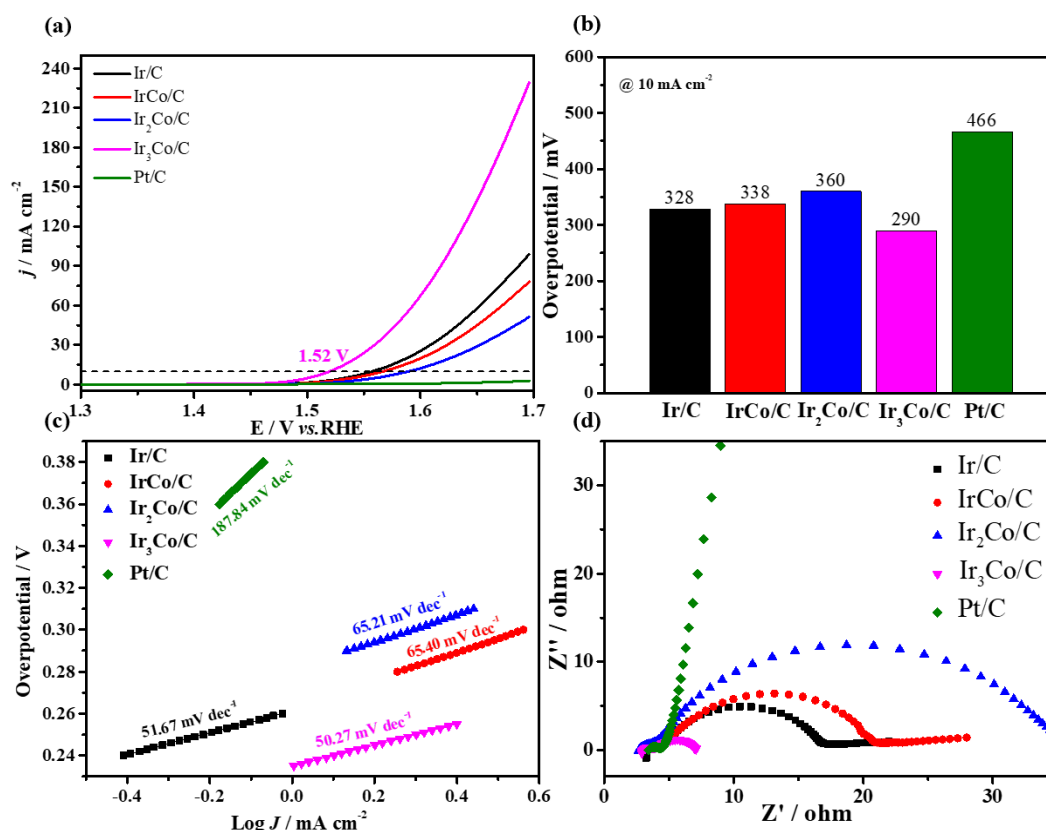 (a)
240
210
180
150
120
90
60
30
0
j / mA cm⁻²
Ir/C
IrCo/C
Ir₂Co/C
Ir₃Co/C
Pt/C
1.52 V
1.3 1.4 1.5 1.6 1.7
E / V vs.RHE
(b)
600
500
400
300
200
100
0
Overpotential / mV
@ 10 mA cm⁻²
328 338 360 290 466
Ir/C IrCo/C Ir₂Co/C Ir₃Co/C Pt/C
(c)
0.38
0.36
0.34
0.32
0.30
0.28
0.26
0.24
Overpotential / V
Ir/C
IrCo/C
Ir₂Co/C
Ir₃Co/C
Pt/C
187.84 mV dec⁻¹
65.21 mV dec⁻¹
65.40 mV dec⁻¹
51.67 mV dec⁻¹
50.27 mV dec⁻¹
-0.4 -0.2 0.0 0.2 0.4 0.6
Log J / mA cm⁻²
(d)
30
20
10
0
Z'' / ohm
Ir/C
IrCo/C
Ir₂Co/C
Ir₃Co/C
Pt/C
0 10 20 30
Z' / ohm